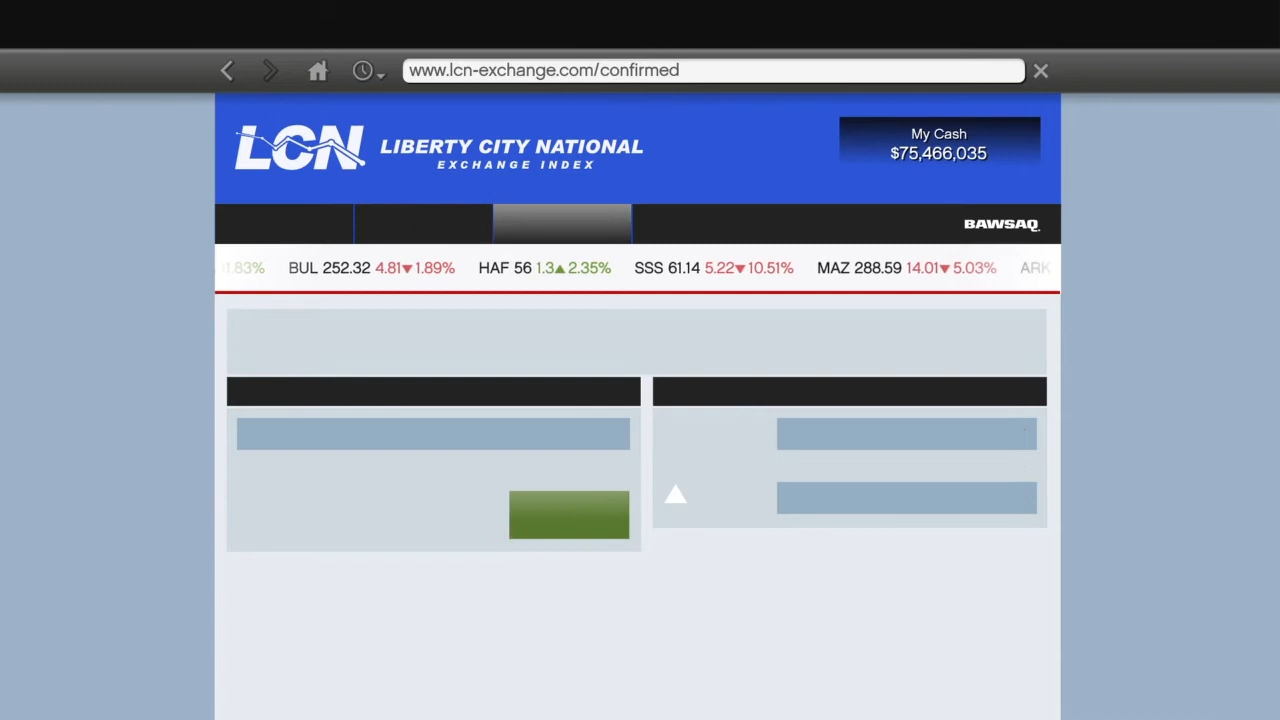 www.lcn-exchange.com/confirmed
LCN LIBERTY CITY NATIONAL
EXCHANGE INDEX
My Cash
$75,466,035
BAWSAQ
.83% BUL 252.32 4.81▼1.89% HAF 56 1.3▲2.35% SSS 61.14 5.22▼10.51% MAZ 288.59 14.01▼5.03% ARK